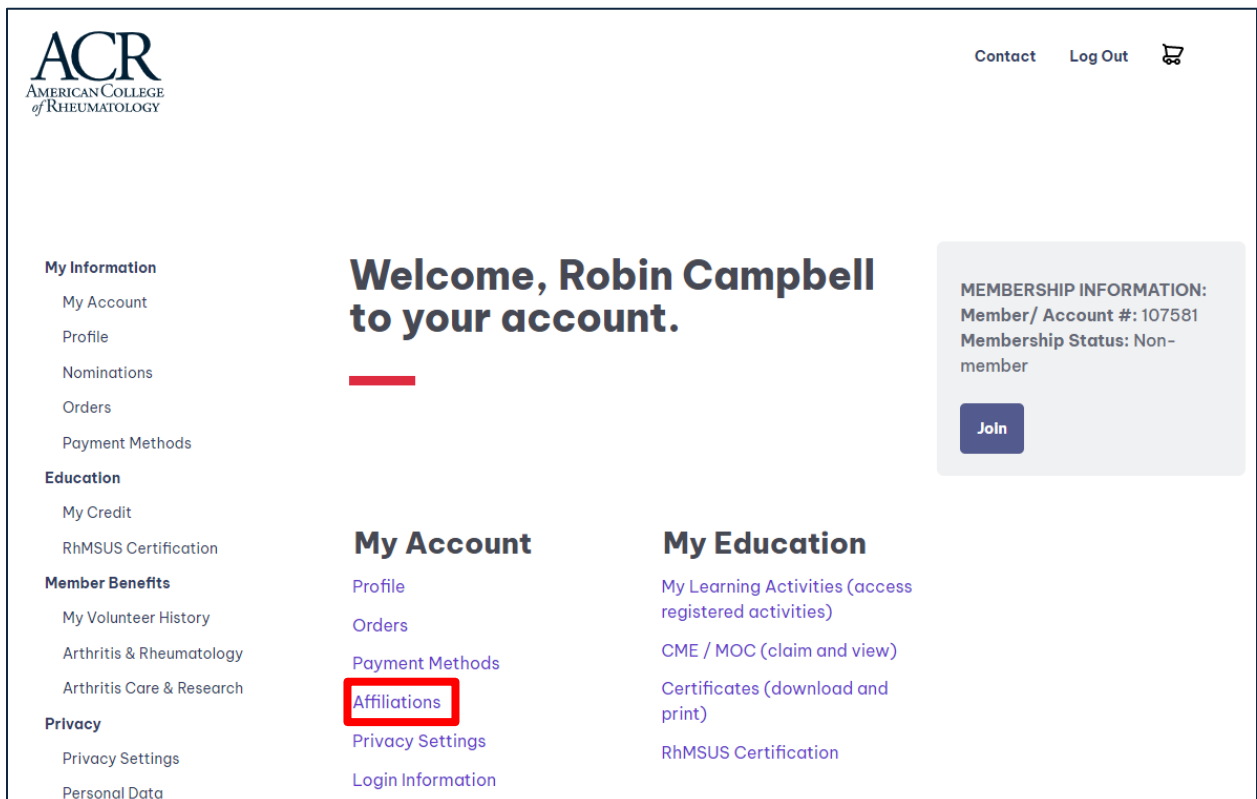 ACR
AMERICAN COLLEGE
of RHEUMATOLOGY
Contact
Log Out
My Information
My Account
Profile
Nominations
Orders
Payment Methods
Education
My Credit
RhMSUS Certification
Member Benefits
My Volunteer History
Arthritis & Rheumatology
Arthritis Care & Research
Privacy
Privacy Settings
Personal Data
Welcome, Robin Campbell
to your account.
MEMBERSHIP INFORMATION:
Member/ Account #: 107581
Membership Status: Non-
member
Join
My Account
Profile
Orders
Payment Methods
Affiliations
Privacy Settings
Login Information
My Education
My Learning Activities (access
registered activities)
CME / MOC (claim and view)
Certificates (download and
print)
RhMSUS Certification